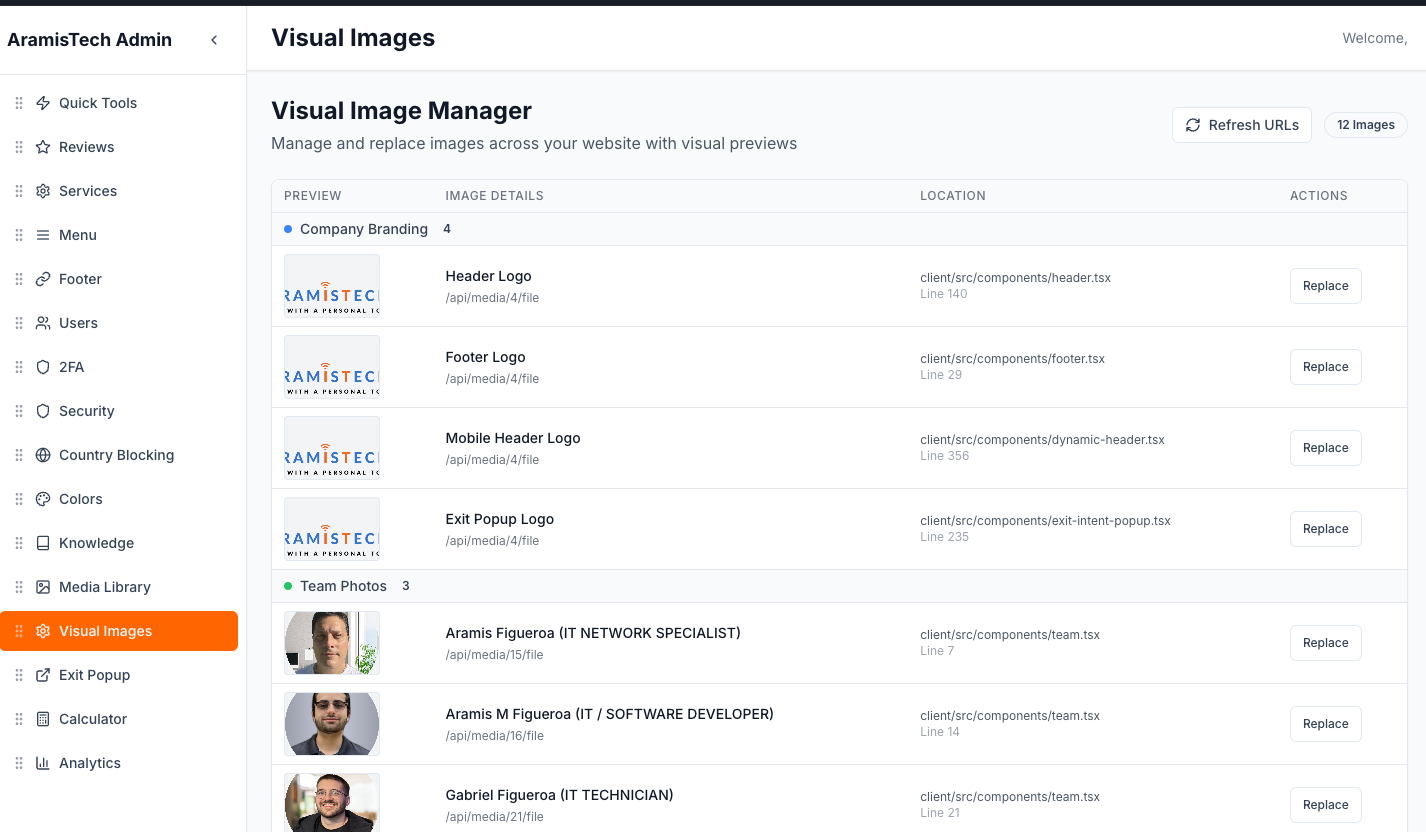 AramisTech Admin
Visual Images
Welcome,
Quick Tools
Reviews
Services
Menu
Footer
Users
2FA
Security
Country Blocking
Colors
Knowledge
Media Library
Visual Images
Exit Popup
Calculator
Analytics
Visual Image Manager
Manage and replace images across your website with visual previews
Refresh URLs
12 Images
PREVIEW IMAGE DETAILS LOCATION ACTIONS
Company Branding 4
RAMISTEC
WITH A PERSONAL TO
Header Logo
/api/media/4/file
client/src/components/header.tsx
Line 140
Replace
RAMISTEC
WITH A PERSONAL TO
Footer Logo
/api/media/4/file
client/src/components/footer.tsx
Line 29
Replace
RAMISTEC
WITH A PERSONAL TO
Mobile Header Logo
/api/media/4/file
client/src/components/dynamic-header.tsx
Line 356
Replace
RAMISTEC
WITH A PERSONAL TO
Exit Popup Logo
/api/media/4/file
client/src/components/exit-intent-popup.tsx
Line 235
Replace
Team Photos 3
Aramis Figueroa (IT NETWORK SPECIALIST)
/api/media/15/file
client/src/components/team.tsx
Line 7
Replace
Aramis M Figueroa (IT / SOFTWARE DEVELOPER)
/api/media/16/file
client/src/components/team.tsx
Line 14
Replace
Gabriel Figueroa (IT TECHNICIAN)
/api/media/21/file
client/src/components/team.tsx
Line 21
Replace